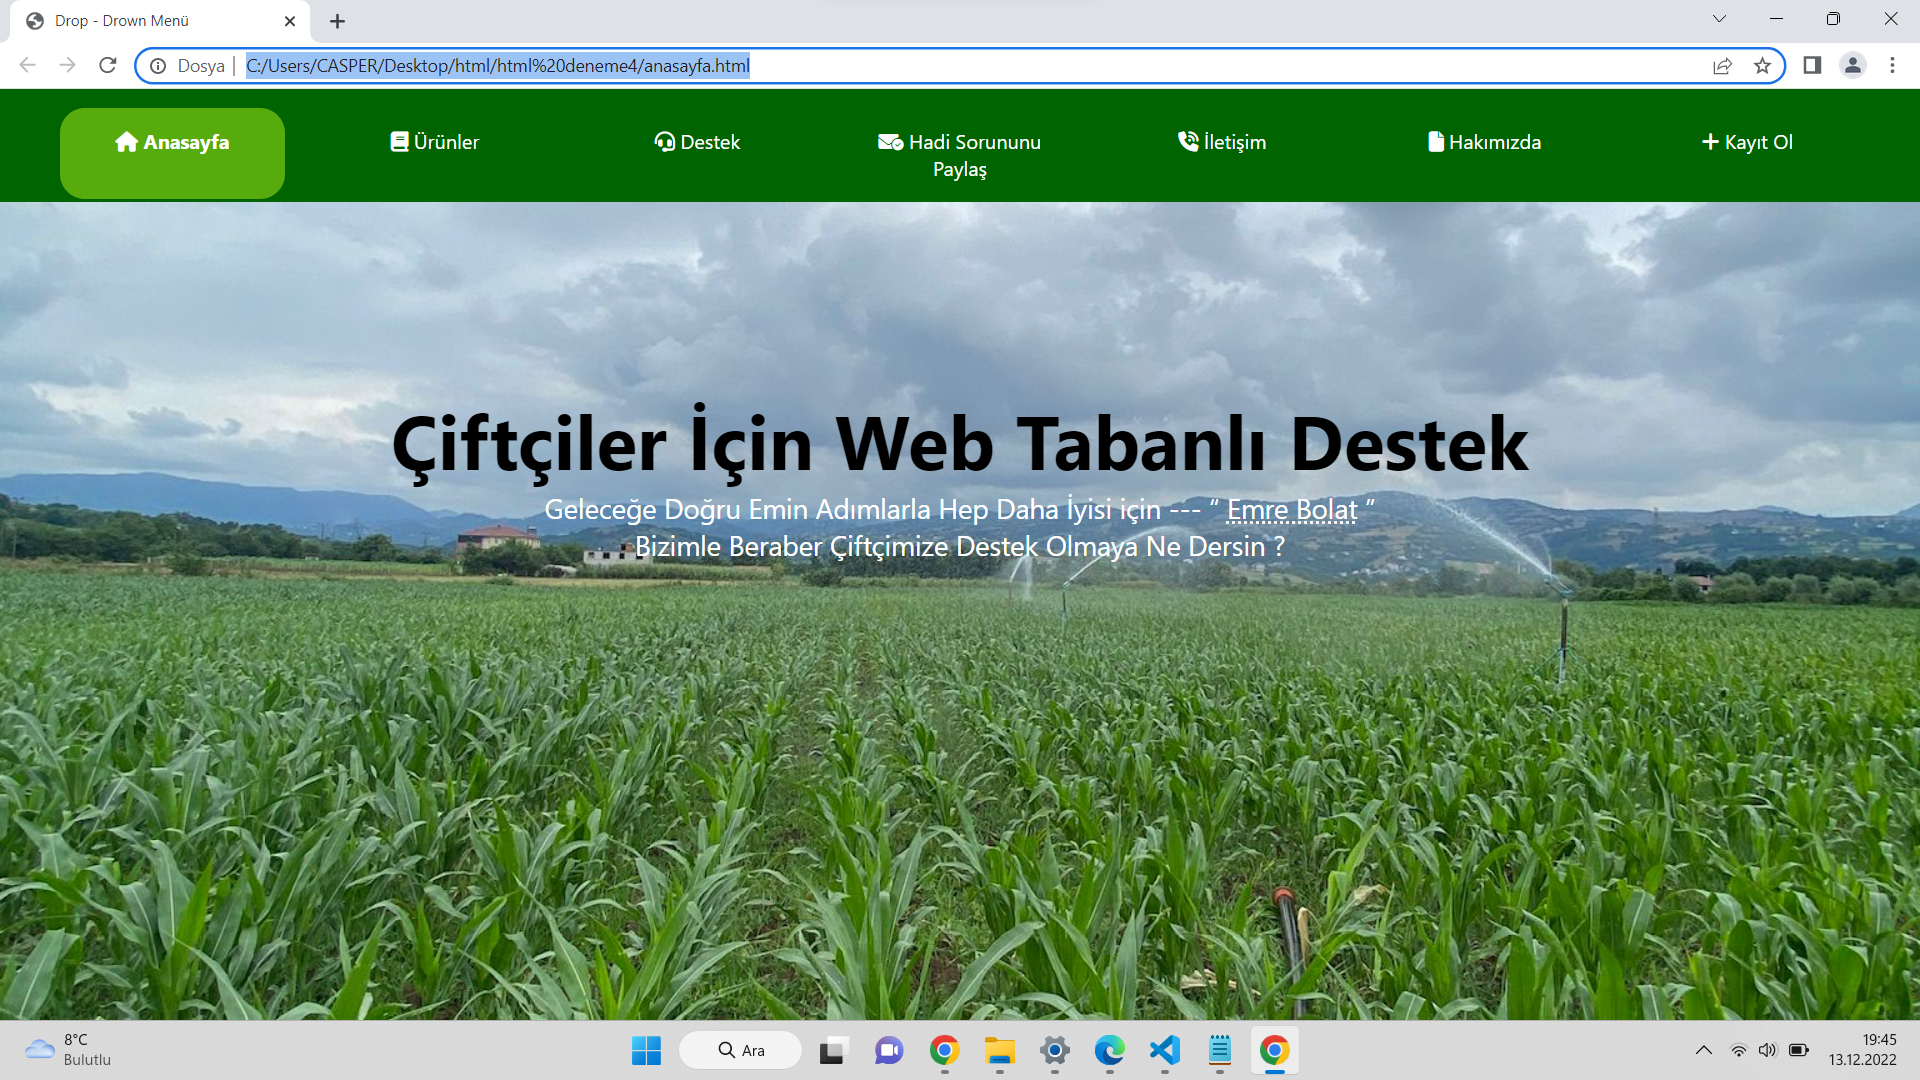 Drop - Drown Menü
Dosya
C:/Users/CASPER/Desktop/html/html%20deneme4/anasayfa.html
Anasayfa
Ürünler
Destek
Hadi Sorununu
Paylaş
İletişim
Hakımızda
Kayıt Ol
Çiftçiler İçin Web Tabanlı Destek
Geleceğe Doğru Emin Adımlarla Hep Daha İyisi için --- “ Emre Bolat ”
Bizimle Beraber Çiftçimize Destek Olmaya Ne Dersin ?
8°C
Bulutlu
Ara
19:45
13.12.2022